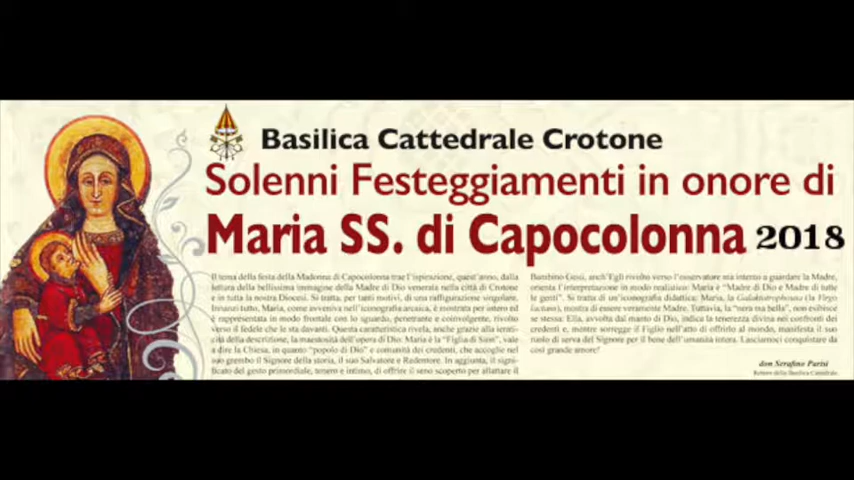 Basilica Cattedrale Crotone
Solenni Festeggiamenti in onore di
Maria SS. di Capocolonna 2018
Il tema della festa della Madonna di Capocolonna trae l'ispirazione, quest'anno, dalla
lettura della bellissima immagine della Madre di Dio venerata nella città di Crotone
e in tutta la nostra Diocesi. Si tratta, per tanti motivi, di una raffigurazione singolare.
Innanzi tutto, Maria, come avveniva nell'iconografia arcaica, è mostrata per intero ed
è rappresentata in modo frontale con lo sguardo, penetrante e coinvolgente, rivolto
verso il fedele che le sta davanti. Questa caratteristica rivela, anche grazie alla ienti-
cità della descrizione, la maestosità dell'opera di Dio: Maria è la "Figlia di Sion", vale
a dire la Chiesa, in quanto "popolo di Dio" e comunità dei credenti, che accoglie nel
suo grembo il Signore della storia, il suo Salvatore e Redentore. In aggiunta, il signi-
ficato del gesto primordiale, tenero e intimo, di offrire il seno scoperto per allattare il
Bambino Gesù, anch'Egli rivolto verso l'osservatore ma intento a guardare la Madre,
orienta l'interpretazione in modo realistico: Maria è "Madre di Dio e Madre di tutte
le genti". Si tratta di un'iconografia didattica: Maria, la Galaktotrophousa (la Virgo
lactans), mostra di essere veramente Madre. Tuttavia, la "vera ma bella", non esibisce
se stessa. Ella, avvolta dal manto di Dio, indica la tenerezza divina nei confronti dei
credenti e, mentre sorregge il Figlio nell'atto di offrirlo al mondo, manifesta il suo
ruolo di serva del Signore per il bene dell'umanità intera. Lasciamoci conquistare da
così grande amore!
don Serafino Parisi
Rettore della Basilica Cattedrale